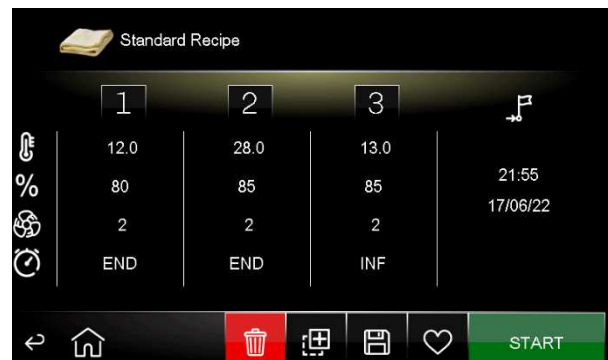 Standard Recipe
1 2 3
12.0 28.0 13.0
% 80 85 85
21:55
17/06/22
2 2 2
END END INF
START